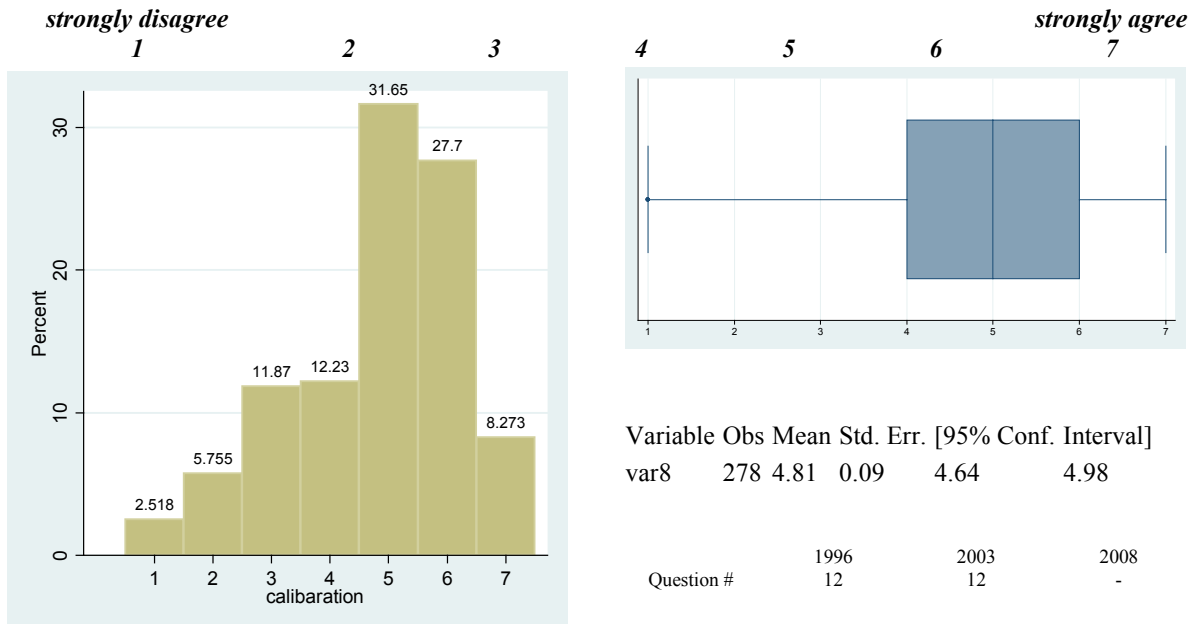 strongly disagree strongly agree
1 2 3 4 5 6 7
31.65
27.7
12.23
11.87
8.273
5.755
2.518
30
20
10
0
Percent
1 2 3 4 5 6 7
calibaration
1 2 3 4 5 6 7
Variable Obs Mean Std. Err. [95% Conf. Interval]
var8 278 4.81 0.09 4.64 4.98
1996 2003 2008
Question # 12 12 -